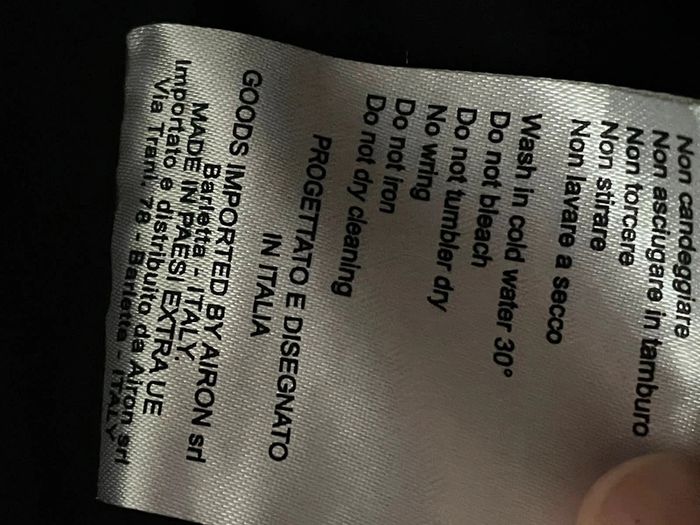 Non candeggiare
Non asciugare in tamburo
Non torcere
Non stirare
Non lavare a secco
Wash in cold water 30°
Do not bleach
Do not tumbler dry
No wring
Do not iron
Do not dry cleaning
PROGETTATO E DISEGNATO
IN ITALIA
GOODS IMPORTED BY AIRON srl
Barletta - ITALY.
MADE IN PAESI EXTRA UE
Importato e distribuito da Airon srl
Via Trani. 78 - Barletta - ITALY